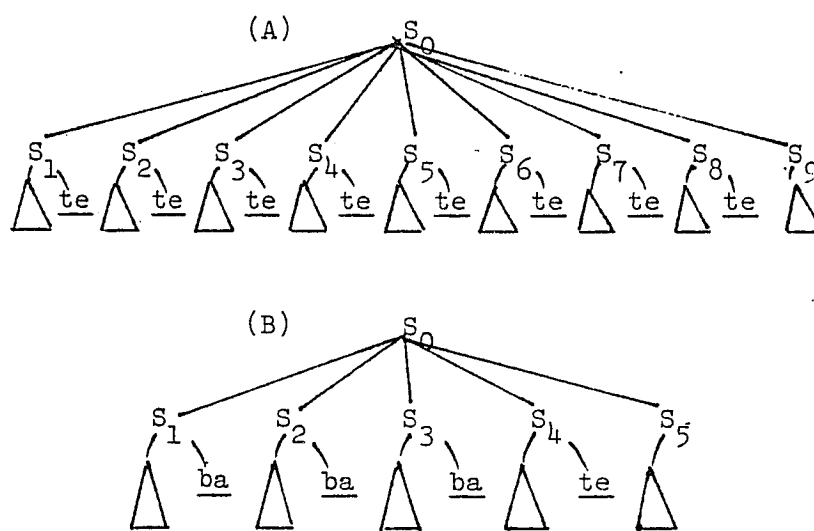 (A) S0
S1 S2 S3 S4 S5 S6 S7 S8 S9
te te te te te te te te
(B) S0
S1 S2 S3 S4 S5
ba ba ba te